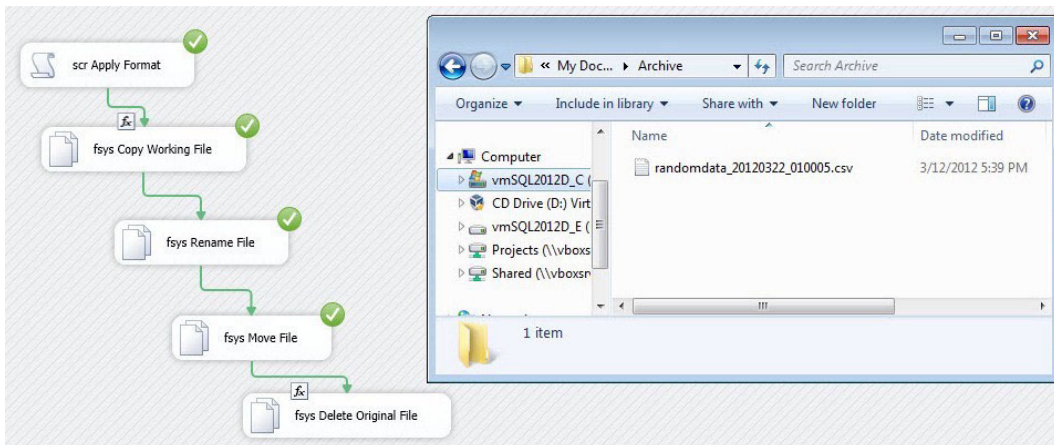 scr Apply Format
fx
fsys Copy Working File
fsys Rename File
fsys Move File
fx
fsys Delete Original File
« My Doc... ▸ Archive
Search Archive
Organize Include in library Share with New folder
Name Date modified
Computer
vmSQL2012D_C (
CD Drive (D:) Virt
vmSQL2012D_E (
Projects (\\vboxs
Shared (\\vboxsr
randomdata_20120322_010005.csv 3/12/2012 5:39 PM
1 item